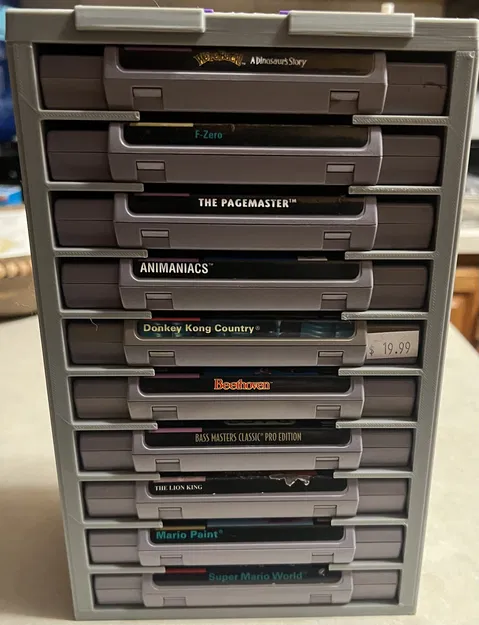 A Dinosaur's Story
F-Zero
THE PAGEMASTER™
ANIMANIACS™
Donkey Kong Country®
$ 19.99
Beethoven
BASS MASTERS CLASSIC® PRO EDITION
THE LION KING
Mario Paint®
Super Mario World™